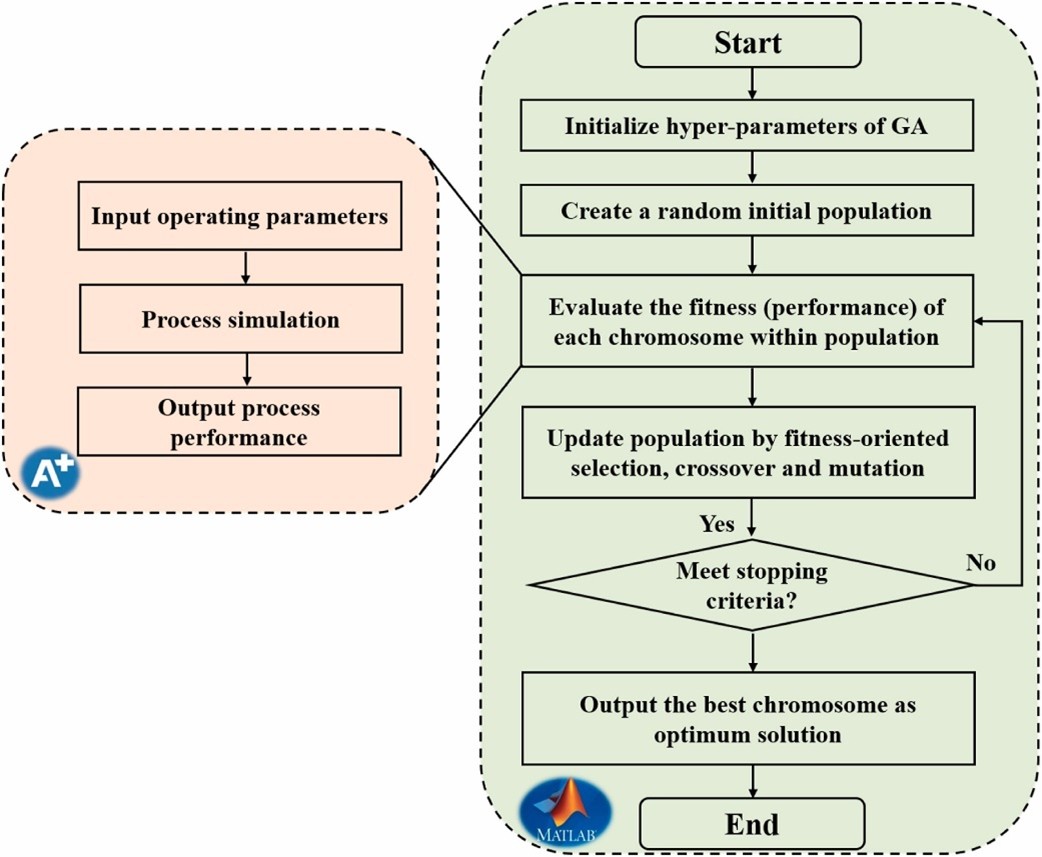 Start
Initialize hyper-parameters of GA
Create a random initial population
Evaluate the fitness (performance) of
each chromosome within population
Update population by fitness-oriented
selection, crossover and mutation
Yes
Meet stopping
criteria?
No
Output the best chromosome as
optimum solution
End
MATLAB
Input operating parameters
Process simulation
Output process
performance
A+